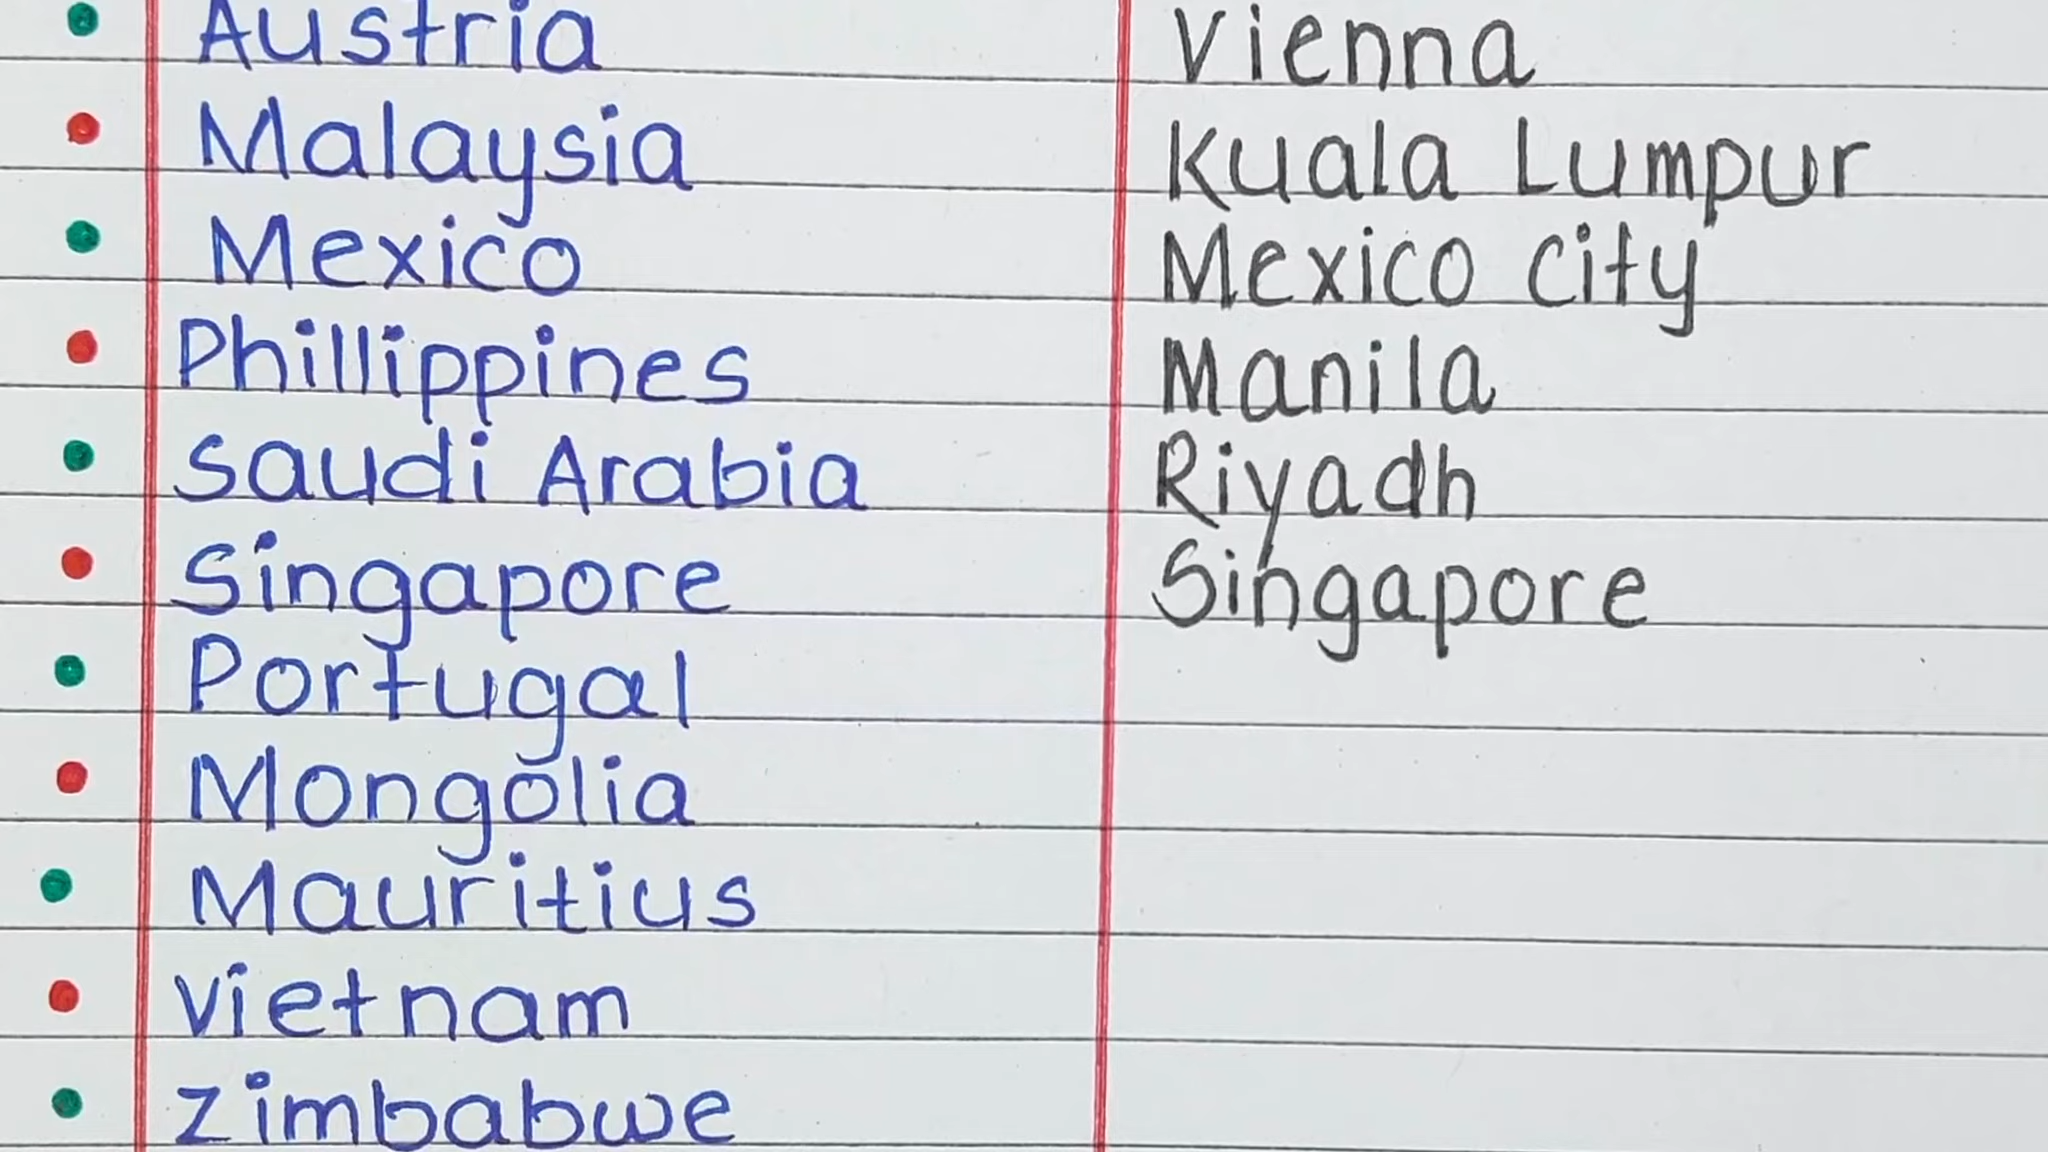 Austria Vienna
Malaysia Kuala Lumpur
Mexico Mexico city
Phillippines Manila
Saudi Arabia Riyadh
Singapore Singapore
Portugal
Mongolia
Mauritius
Vietnam
Zimbabwe